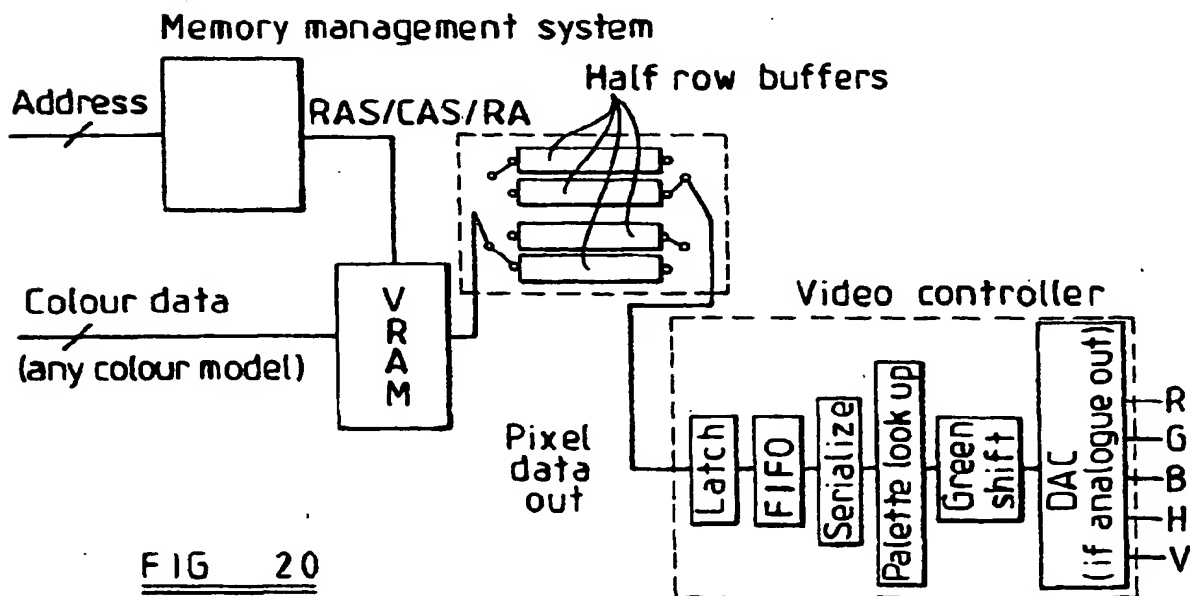 Memory management system
Half row buffers
Address
RAS/CAS/RA
Colour data
(any colour model)
VRAM
Video controller
Pixel
data
out
Latch
FIFO
Serialize
Palette look up
Green
shift
DAC
(if analogue out)
R
G
B
H
V
FIG 20